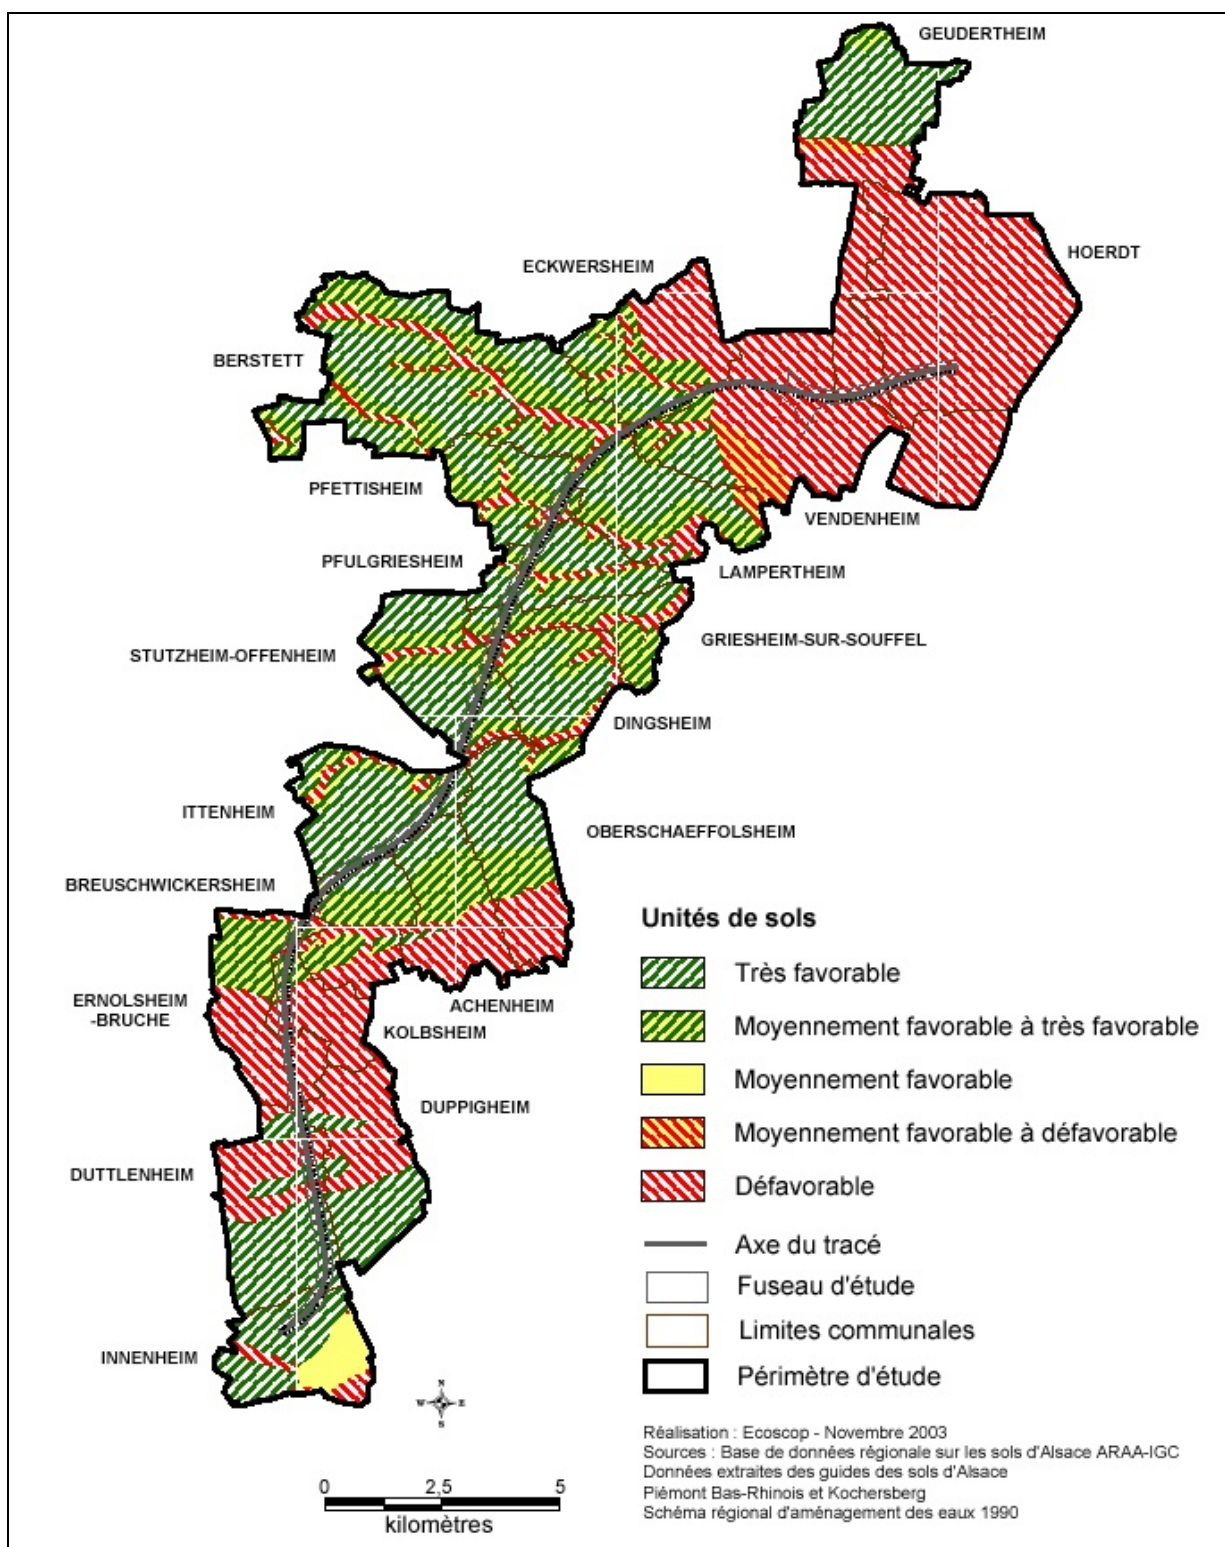 GEUDERTHEIM
HOERDT
ECKWERSHEIM
BERSTETT
PFETTISHEIM
VENDENHEIM
PFULGRIESHEIM
LAMPERTHEIM
GRIESHEIM-SUR-SOUFFEL
STUTZHEIM-OFFENHEIM
DINGSHEIM
ITTENHEIM
OBERSCHAEFFOLSHEIM
BREUSCHWICKERSHEIM
ERNOLSHEIM
-BRUCHE
ACHENHEIM
KOLBSHEIM
DUPPIGHEIM
DUTTLENHEIM
INNENHEIM
Unités de sols
Très favorable
Moyennement favorable à très favorable
Moyennement favorable
Moyennement favorable à défavorable
Défavorable
Axe du tracé
Fuseau d'étude
Limites communales
Périmètre d'étude
N
W E
S
0 2,5 5
kilomètres
Réalisation : Ecoscop - Novembre 2003
Sources : Base de données régionale sur les sols d'Alsace ARAA-IGC
Données extraites des guides des sols d'Alsace
Piémont Bas-Rhinois et Kochersberg
Schéma régional d'aménagement des eaux 1990